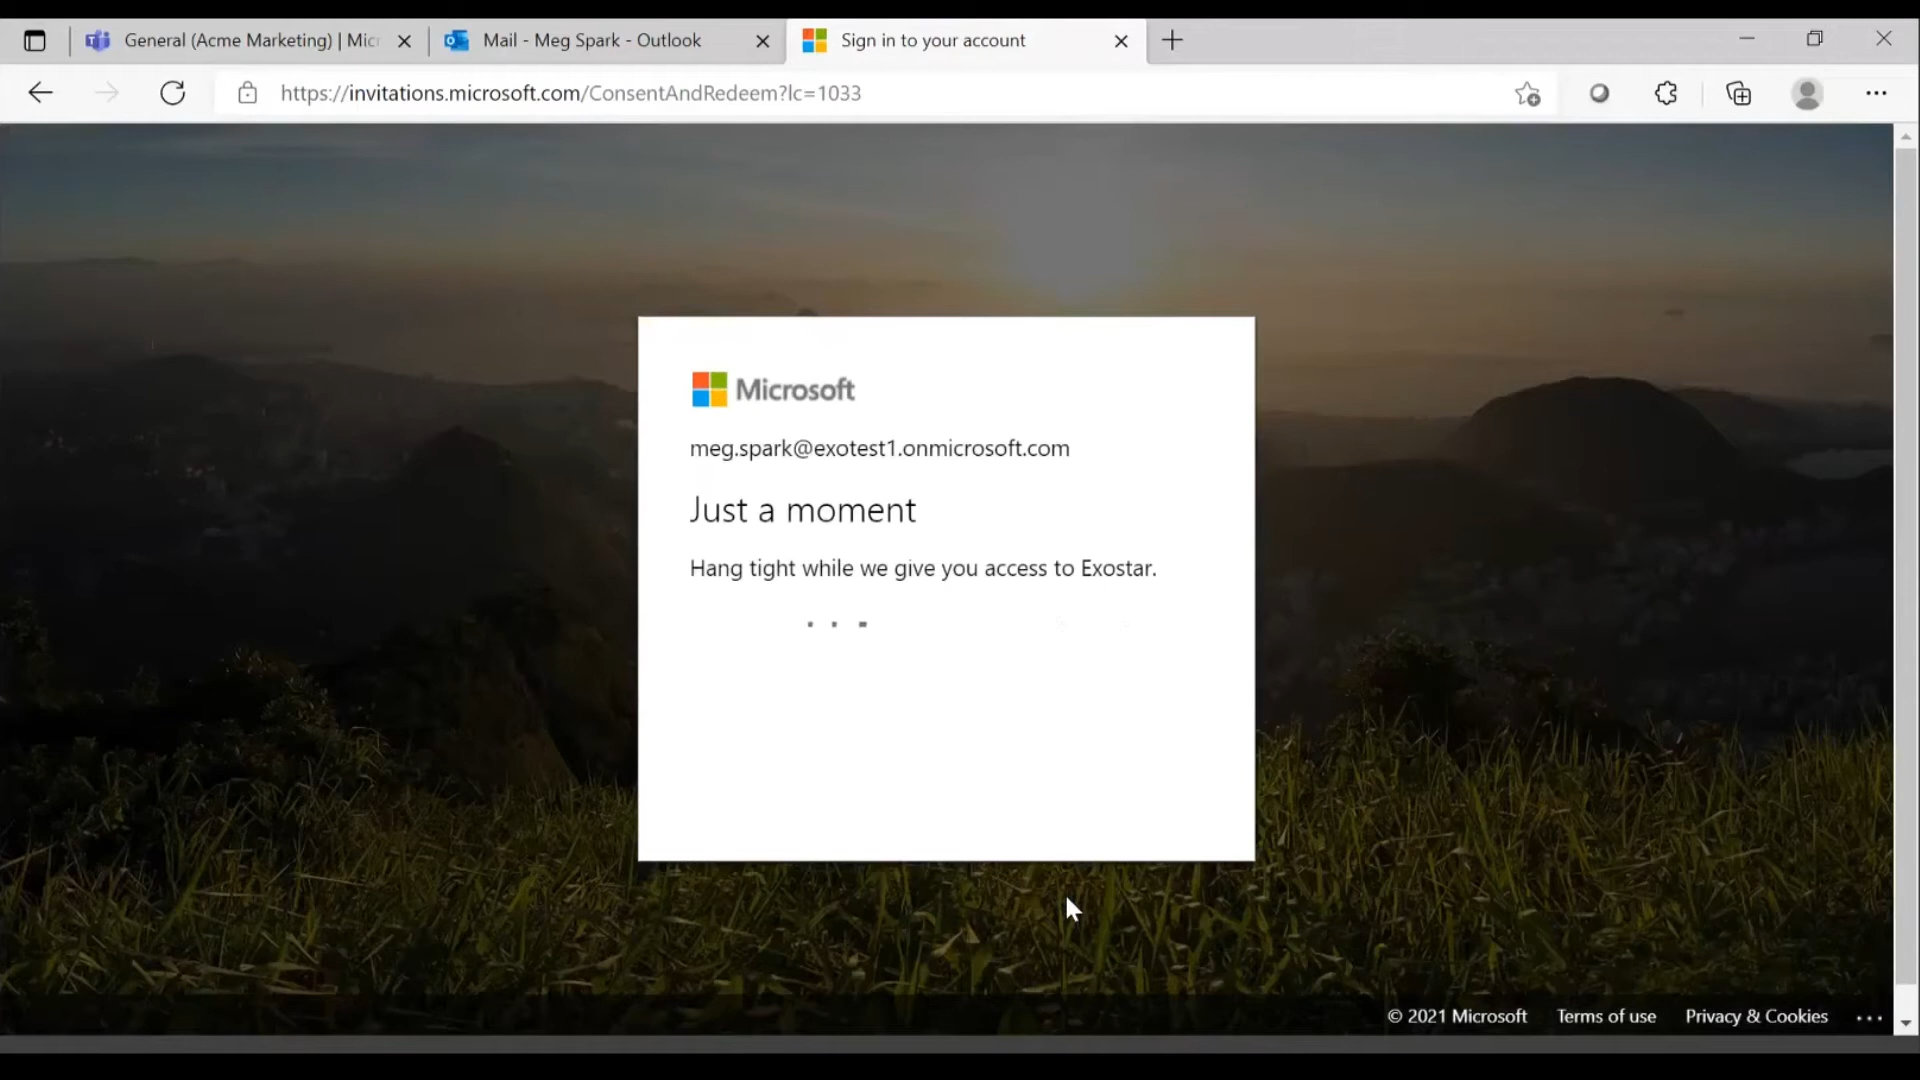 General (Acme Marketing) | Micr
Mail - Meg Spark - Outlook
Sign in to your account
https://invitations.microsoft.com/ConsentAndRedeem?lc=1033
Microsoft
meg.spark@exotest1.onmicrosoft.com
Just a moment
Hang tight while we give you access to Exostar.
© 2021 Microsoft Terms of use Privacy & Cookies